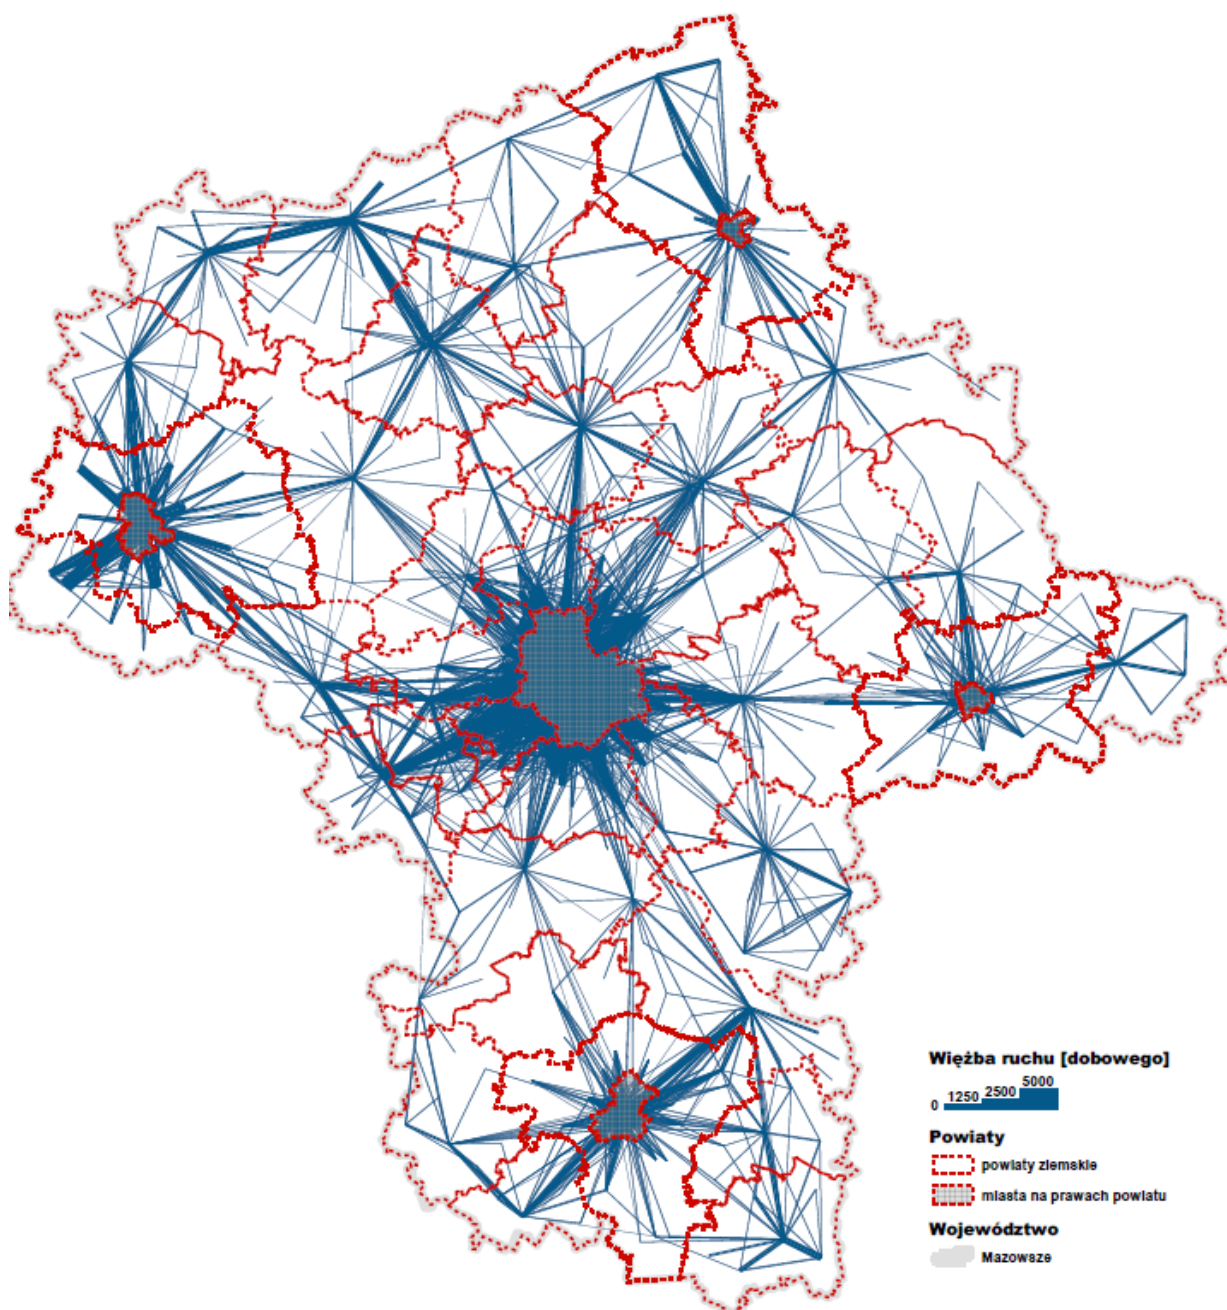 Więźba ruchu [dobowego]
0 1250 2500 5000
Powiaty
powiaty ziemskie
miasta na prawach powiatu
Województwo
Mazowsze